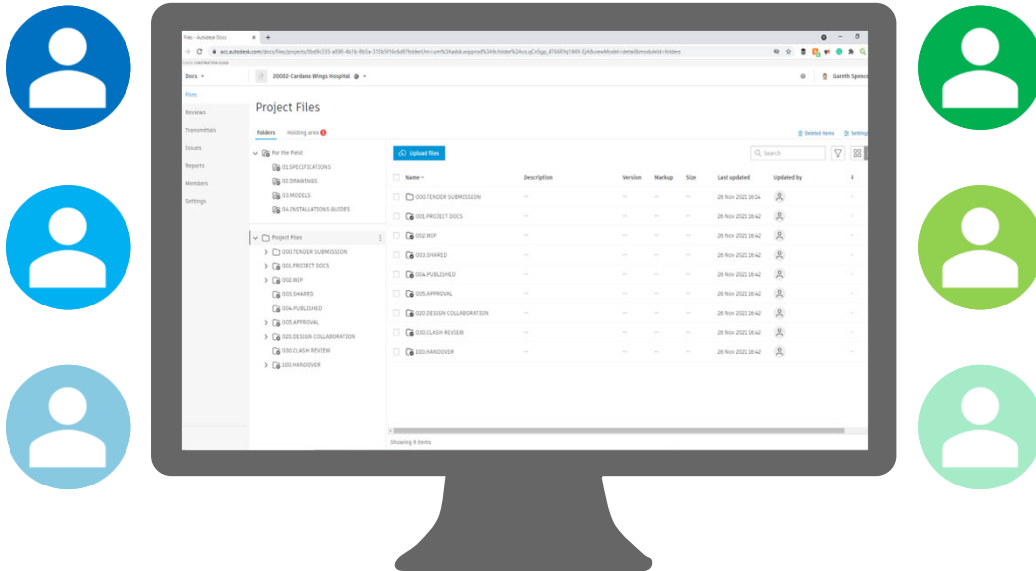 Files - Autodesk Docs
Docs
20002-Cardans Wings Hospital
Gareth Spence
Files
Reviews
Transmittals
Issues
Reports
Members
Settings
Project Files
Folders Holding area
Deleted items Settings
For the Field
01.SPECIFICATIONS
02.DRAWINGS
03.MODELS
04.INSTALLATIONS GUIDES
Project Files
000.TENDER SUBMISSION
001.PROJECT DOCS
002.WIP
003.SHARED
004.PUBLISHED
005.APPROVAL
020.DESIGN COLLABORATION
030.CLASH REVIEW
100.HANDOVER
Upload files
Search
Name Description Version Markup Size Last updated Updated by
000.TENDER SUBMISSION -- -- -- -- 26 Nov 2021 16:54
001.PROJECT DOCS -- -- -- -- 26 Nov 2021 16:42
002.WIP -- -- -- -- 26 Nov 2021 16:42
003.SHARED -- -- -- -- 26 Nov 2021 16:42
004.PUBLISHED -- -- -- -- 26 Nov 2021 16:42
005.APPROVAL -- -- -- -- 26 Nov 2021 16:42
020.DESIGN COLLABORATION -- -- -- -- 26 Nov 2021 16:42
030.CLASH REVIEW -- -- -- -- 26 Nov 2021 16:42
100.HANDOVER -- -- -- -- 26 Nov 2021 16:42
Showing 9 items